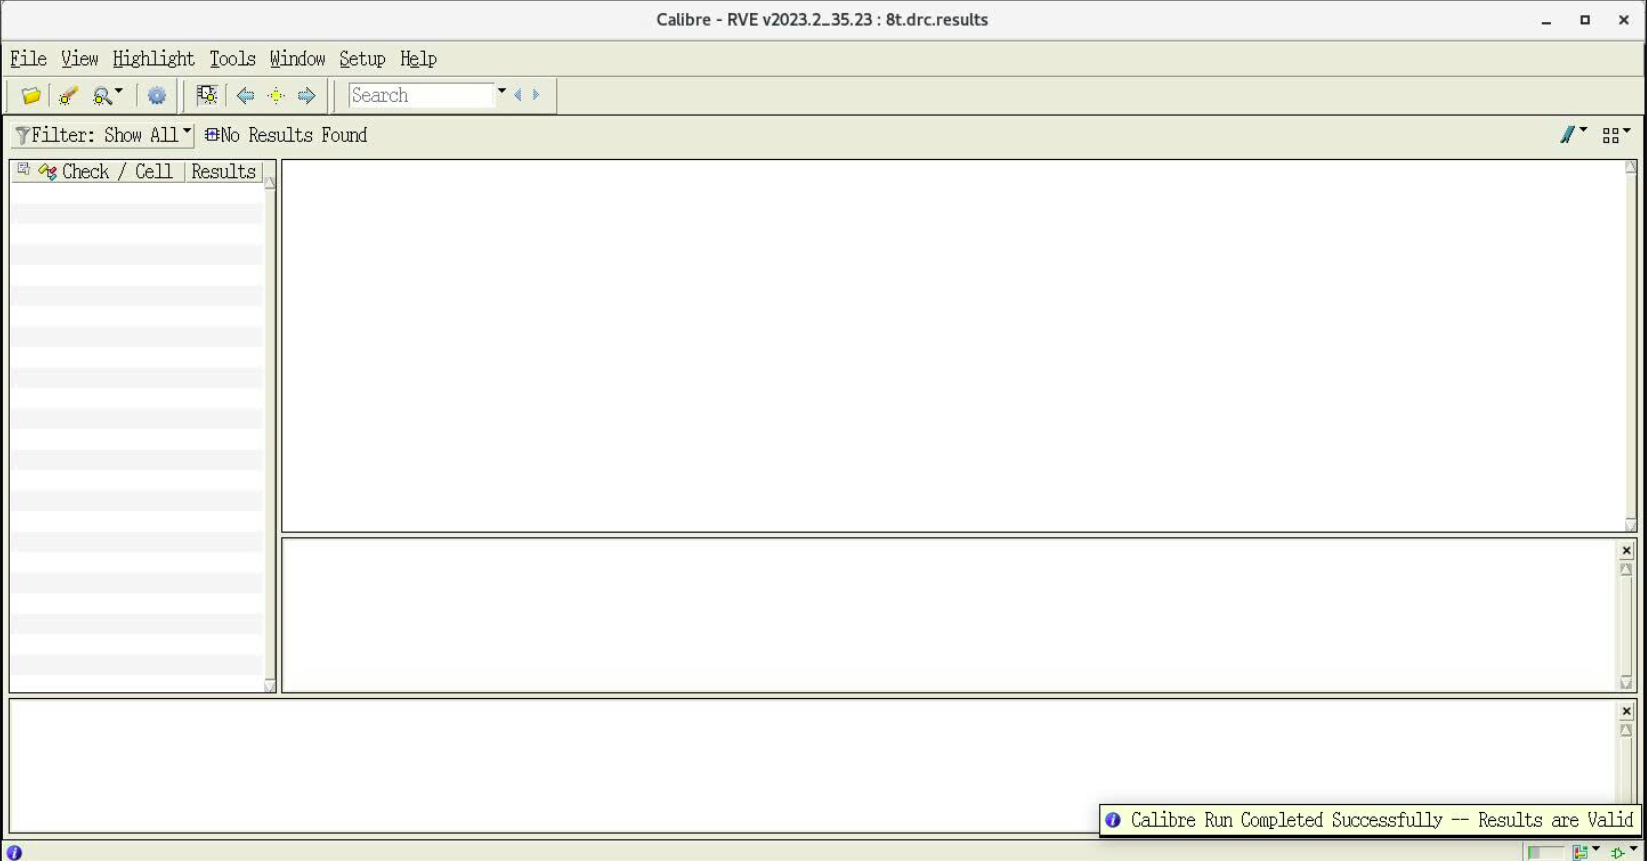 Calibre - RVE v2023.2_35.23 : 8t.drc.results
File View Highlight Tools Window Setup Help
Search
Filter: Show All No Results Found
Check / Cell Results
Calibre Run Completed Successfully -- Results are Valid